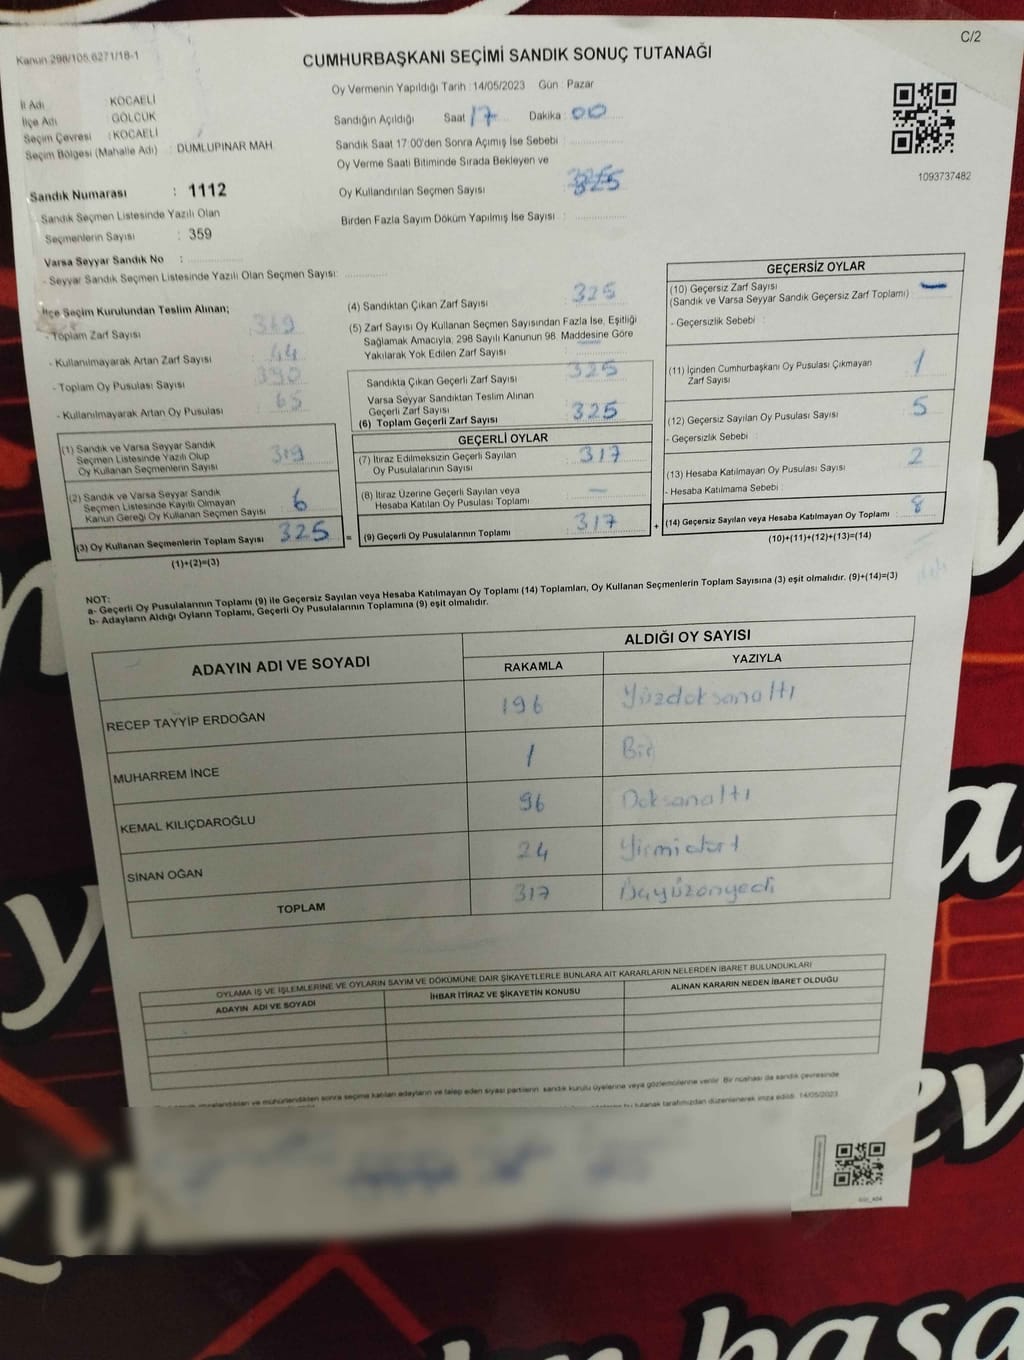 C/2
Kanun 298/105.6271/18-1
CUMHURBAŞKANI SEÇİMİ SANDIK SONUÇ TUTANAĞI
İl Adı : KOCAELİ
İlçe Adı : GÖLCÜK
Seçim Çevresi : KOCAELİ
Seçim Bölgesi (Mahalle Adı) : DUMLUPINAR MAH.
Oy Vermenin Yapıldığı Tarih : 14/05/2023 Gün : Pazar
Sandığın Açıldığı Saat 17 Dakika : 00
Sandık Saat 17:00'den Sonra Açılmış İse Sebebi :
Oy Verme Saati Bitiminde Sırada Bekleyen ve
Oy Kullandırılan Seçmen Sayısı :
Birden Fazla Sayım Döküm Yapılmış İse Sayısı :
1093737482
Sandık Numarası : 1112
Sandık Seçmen Listesinde Yazılı Olan
Seçmenlerin Sayısı : 359
Varsa Seyyar Sandık No :
- Seyyar Sandık Seçmen Listesinde Yazılı Olan Seçmen Sayısı:
İlçe Seçim Kurulundan Teslim Alınan;
- Toplam Zarf Sayısı 369
- Kullanılmayarak Artan Zarf Sayısı 44
- Toplam Oy Pusulası Sayısı 390
- Kullanılmayarak Artan Oy Pusulası 65
(1) Sandık ve Varsa Seyyar Sandık
Seçmen Listesinde Yazılı Olup
Oy Kullanan Seçmenlerin Sayısı 319
(2) Sandık ve Varsa Seyyar Sandık
Seçmen Listesinde Kayıtlı Olmayan
Kanun Gereği Oy Kullanan Seçmen Sayısı 6
(3) Oy Kullanan Seçmenlerin Toplam Sayısı 325
(1)+(2)=(3)
(4) Sandıktan Çıkan Zarf Sayısı 325
(5) Zarf Sayısı Oy Kullanan Seçmen Sayısından Fazla İse, Eşitliği
Sağlamak Amacıyla, 298 Sayılı Kanunun 98. Maddesine Göre
Yakılarak Yok Edilen Zarf Sayısı
Sandıkta Çıkan Geçerli Zarf Sayısı 325
Varsa Seyyar Sandıktan Teslim Alınan
Geçerli Zarf Sayısı
(6) Toplam Geçerli Zarf Sayısı 325
GEÇERLİ OYLAR
(7) İtiraz Edilmeksizin Geçerli Sayılan
Oy Pusulalarının Sayısı 317
(8) İtiraz Üzerine Geçerli Sayılan veya
Hesaba Katılan Oy Pusulası Toplamı —
= (9) Geçerli Oy Pusulalarının Toplamı 317 +
GEÇERSİZ OYLAR
(10) Geçersiz Zarf Sayısı
(Sandık ve Varsa Seyyar Sandık Geçersiz Zarf Toplamı) —
- Geçersizlik Sebebi :
(11) İçinden Cumhurbaşkanı Oy Pusulası Çıkmayan
Zarf Sayısı 1
(12) Geçersiz Sayılan Oy Pusulası Sayısı 5
- Geçersizlik Sebebi :
(13) Hesaba Katılmayan Oy Pusulası Sayısı 2
- Hesaba Katılmama Sebebi :
(14) Geçersiz Sayılan veya Hesaba Katılmayan Oy Toplamı : 8
(10)+(11)+(12)+(13)=(14)
NOT:
a- Geçerli Oy Pusulalarının Toplamı (9) ile Geçersiz Sayılan veya Hesaba Katılmayan Oy Toplamı (14) Toplamları, Oy Kullanan Seçmenlerin Toplam Sayısına (3) eşit olmalıdır. (9)+(14)=(3)
b- Adayların Aldığı Oyların Toplamı, Geçerli Oy Pusulalarının Toplamına (9) eşit olmalıdır.
ADAYIN ADI VE SOYADI
ALDIĞI OY SAYISI
RAKAMLA YAZIYLA
RECEP TAYYİP ERDOĞAN 196 Yüzdoksanaltı
MUHARREM İNCE 1 Bir
KEMAL KILIÇDAROĞLU 96 Doksanaltı
SİNAN OĞAN 24 Yirmidört
TOPLAM 317 Üçyüzonyedi
OYLAMA İŞ VE İŞLEMLERİNE VE OYLARIN SAYIM VE DÖKÜMÜNE DAİR ŞİKAYETLERLE BUNLARA AİT KARARLARIN NELERDEN İBARET BULUNDUKLARI
ADAYIN ADI VE SOYADI İHBAR İTİRAZ VE ŞİKAYETİN KONUSU ALINAN KARARIN NEDEN İBARET OLDUĞU
imzalandıktan ve mühürlendikten sonra seçime katılan adayların ve talep eden siyasi partilerin sandık kurulu üyelerine veya gözlemcilerine verilir. Bir nüshası da sandık çevresinde
bu tutanak tarafımızdan düzenlenerek imza edildi. 14/05/2023